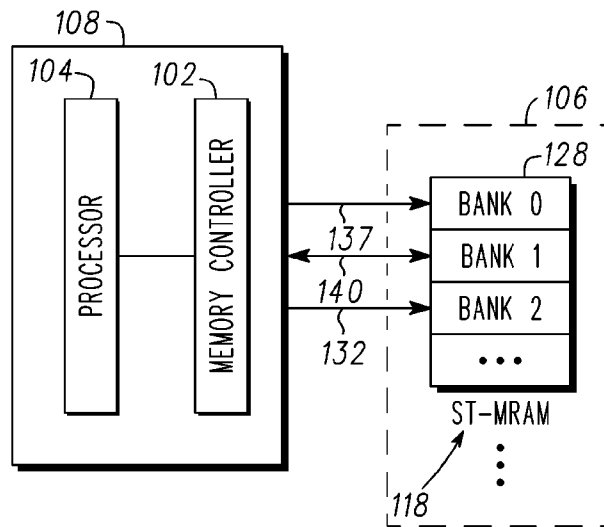 108
104
102
PROCESSOR
MEMORY CONTROLLER
106
128
BANK 0
137
BANK 1
140
BANK 2
132
•••
ST-MRAM
118